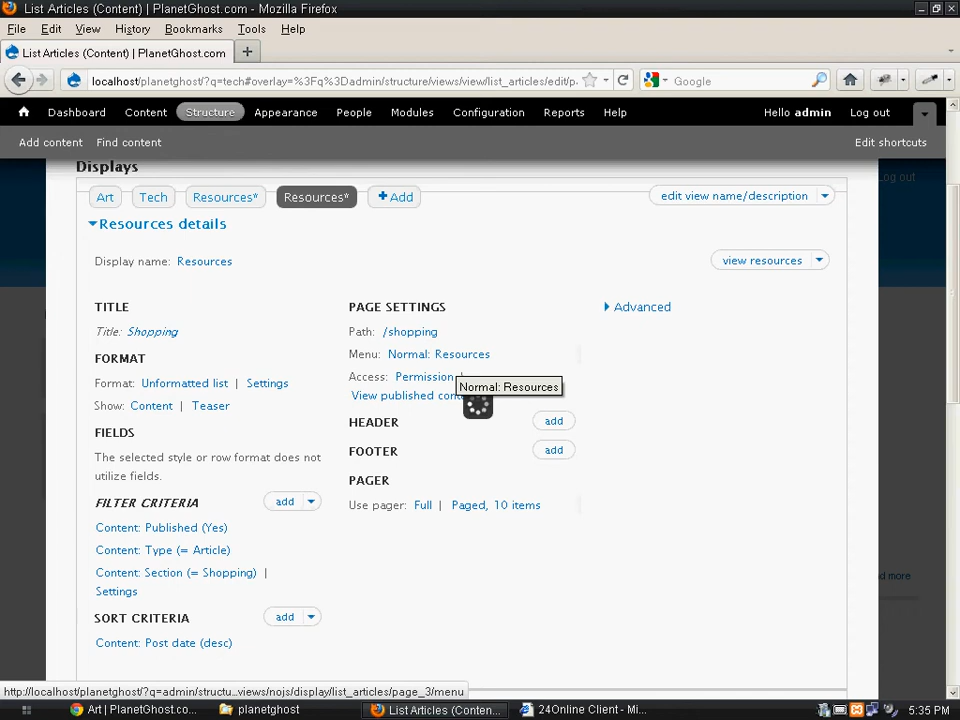 List Articles (Content) | PlanetGhost.com - Mozilla Firefox
File Edit View History Bookmarks Tools Help
List Articles (Content) | PlanetGhost.com
localhost/planetghost/?q=tech#overlay=%3Fq%3Dadmin/structure/views/view/list_articles/edit/p. Google
Dashboard Content Structure Appearance People Modules Configuration Reports Help Hello admin Log out
Add content Find content Edit shortcuts
Displays
Log out
Art Tech Resources* Resources* Add edit view name/description
Resources details
Display name: Resources view resources
TITLE PAGE SETTINGS Advanced
Title: Shopping Path: /shopping
FORMAT Menu: Normal: Resources
Format: Unformatted list | Settings Access: Permission |
Normal: Resources
Show: Content | Teaser View published
FIELDS HEADER add
The selected style or row format does not
utilize fields.
FOOTER add
PAGER
FILTER CRITERIA add Use pager: Full | Paged, 10 items
Content: Published (Yes)
Content: Type (= Article)
Content: Section (= Shopping) |
Settings
more
SORT CRITERIA add
Content: Post date (desc)
http://localhost/planetghost/?q=admin/structu...views/nojs/display/list_articles/page_3/menu
Art | PlanetGhost.co... planetghost List Articles (Conten... 24Online Client - Mi... 5:35 PM